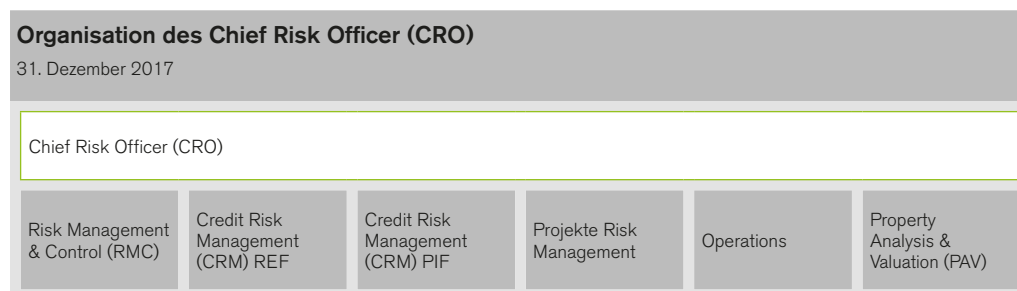 Organisation des Chief Risk Officer (CRO)
31. Dezember 2017
Chief Risk Officer (CRO)
Risk Management
& Control (RMC)
Credit Risk
Management
(CRM) REF
Credit Risk
Management
(CRM) PIF
Projekte Risk
Management
Operations
Property
Analysis &
Valuation (PAV)